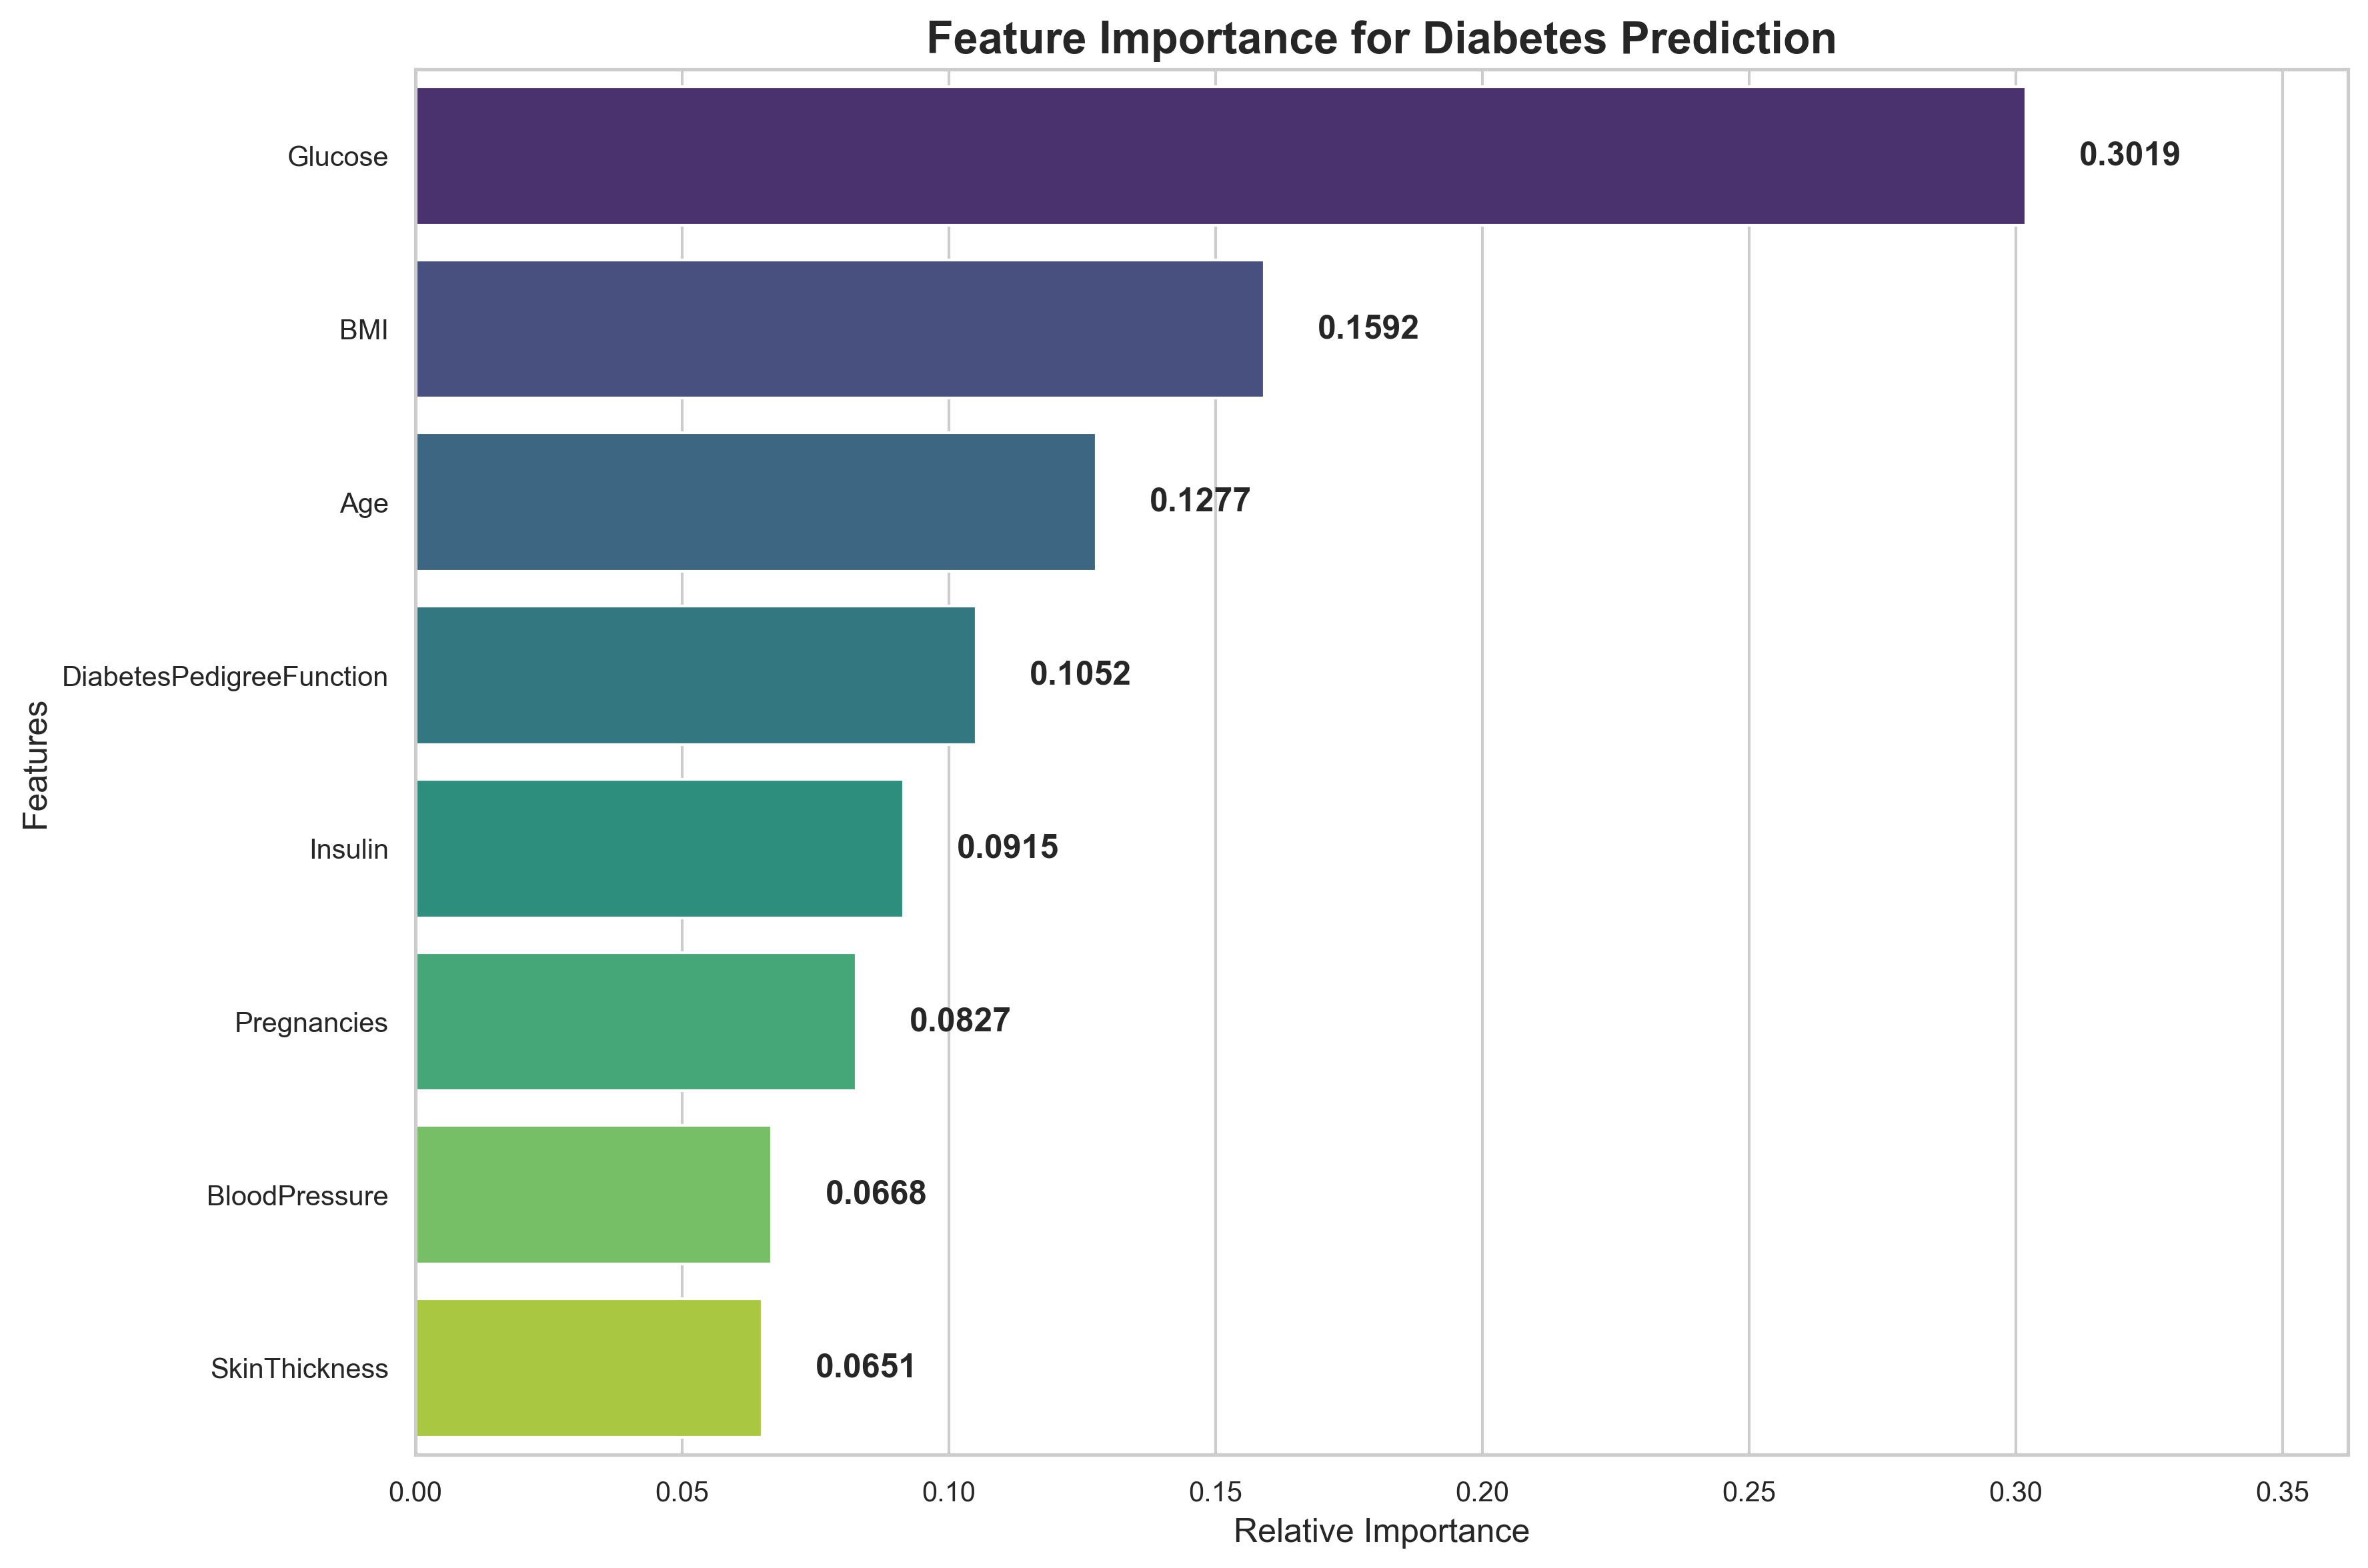 Feature Importance for Diabetes Prediction
Glucose
0.3019
BMI
0.1592
Age
0.1277
DiabetesPedigreeFunction
0.1052
Insulin
0.0915
Pregnancies
0.0827
BloodPressure
0.0668
SkinThickness
0.0651
Features
0.00 0.05 0.10 0.15 0.20 0.25 0.30 0.35
Relative Importance